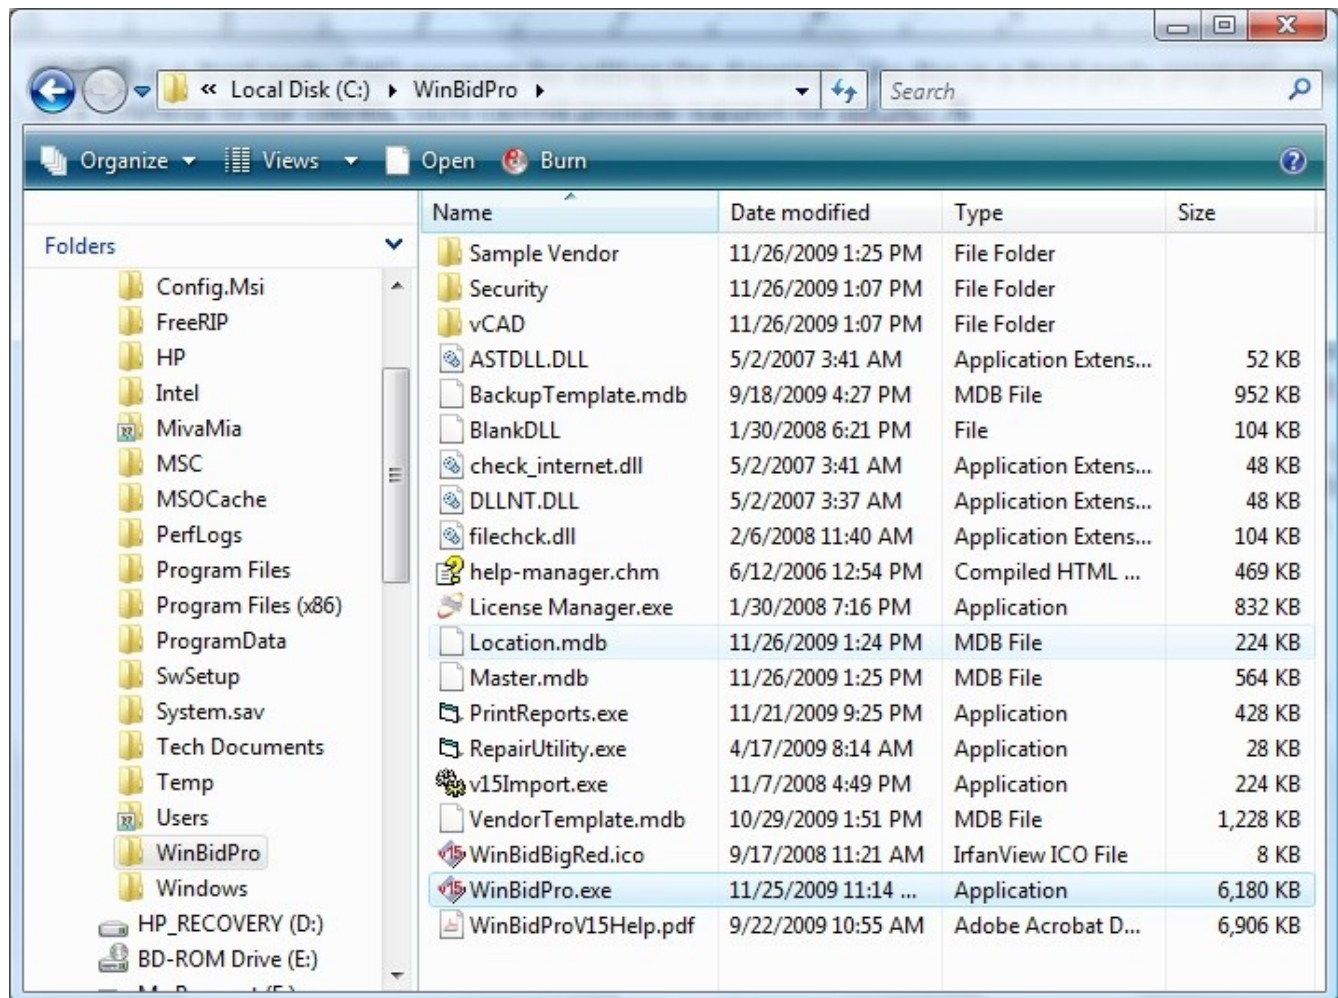 « Local Disk (C:) ▸ WinBidPro ▸ Search
Organize Views Open Burn
Name Date modified Type Size
Folders
Config.Msi
FreeRIP
HP
Intel
MivaMia
MSC
MSOCache
PerfLogs
Program Files
Program Files (x86)
ProgramData
SwSetup
System.sav
Tech Documents
Temp
Users
WinBidPro
Windows
HP_RECOVERY (D:)
BD-ROM Drive (E:)
Sample Vendor 11/26/2009 1:25 PM File Folder
Security 11/26/2009 1:07 PM File Folder
vCAD 11/26/2009 1:07 PM File Folder
ASTDLL.DLL 5/2/2007 3:41 AM Application Extens... 52 KB
BackupTemplate.mdb 9/18/2009 4:27 PM MDB File 952 KB
BlankDLL 1/30/2008 6:21 PM File 104 KB
check_internet.dll 5/2/2007 3:41 AM Application Extens... 48 KB
DLLNT.DLL 5/2/2007 3:37 AM Application Extens... 48 KB
filechck.dll 2/6/2008 11:40 AM Application Extens... 104 KB
help-manager.chm 6/12/2006 12:54 PM Compiled HTML ... 469 KB
License Manager.exe 1/30/2008 7:16 PM Application 832 KB
Location.mdb 11/26/2009 1:24 PM MDB File 224 KB
Master.mdb 11/26/2009 1:25 PM MDB File 564 KB
PrintReports.exe 11/21/2009 9:25 PM Application 428 KB
RepairUtility.exe 4/17/2009 8:14 AM Application 28 KB
v15Import.exe 11/7/2008 4:49 PM Application 224 KB
VendorTemplate.mdb 10/29/2009 1:51 PM MDB File 1,228 KB
WinBidBigRed.ico 9/17/2008 11:21 AM IrfanView ICO File 8 KB
WinBidPro.exe 11/25/2009 11:14 ... Application 6,180 KB
WinBidProV15Help.pdf 9/22/2009 10:55 AM Adobe Acrobat D... 6,906 KB